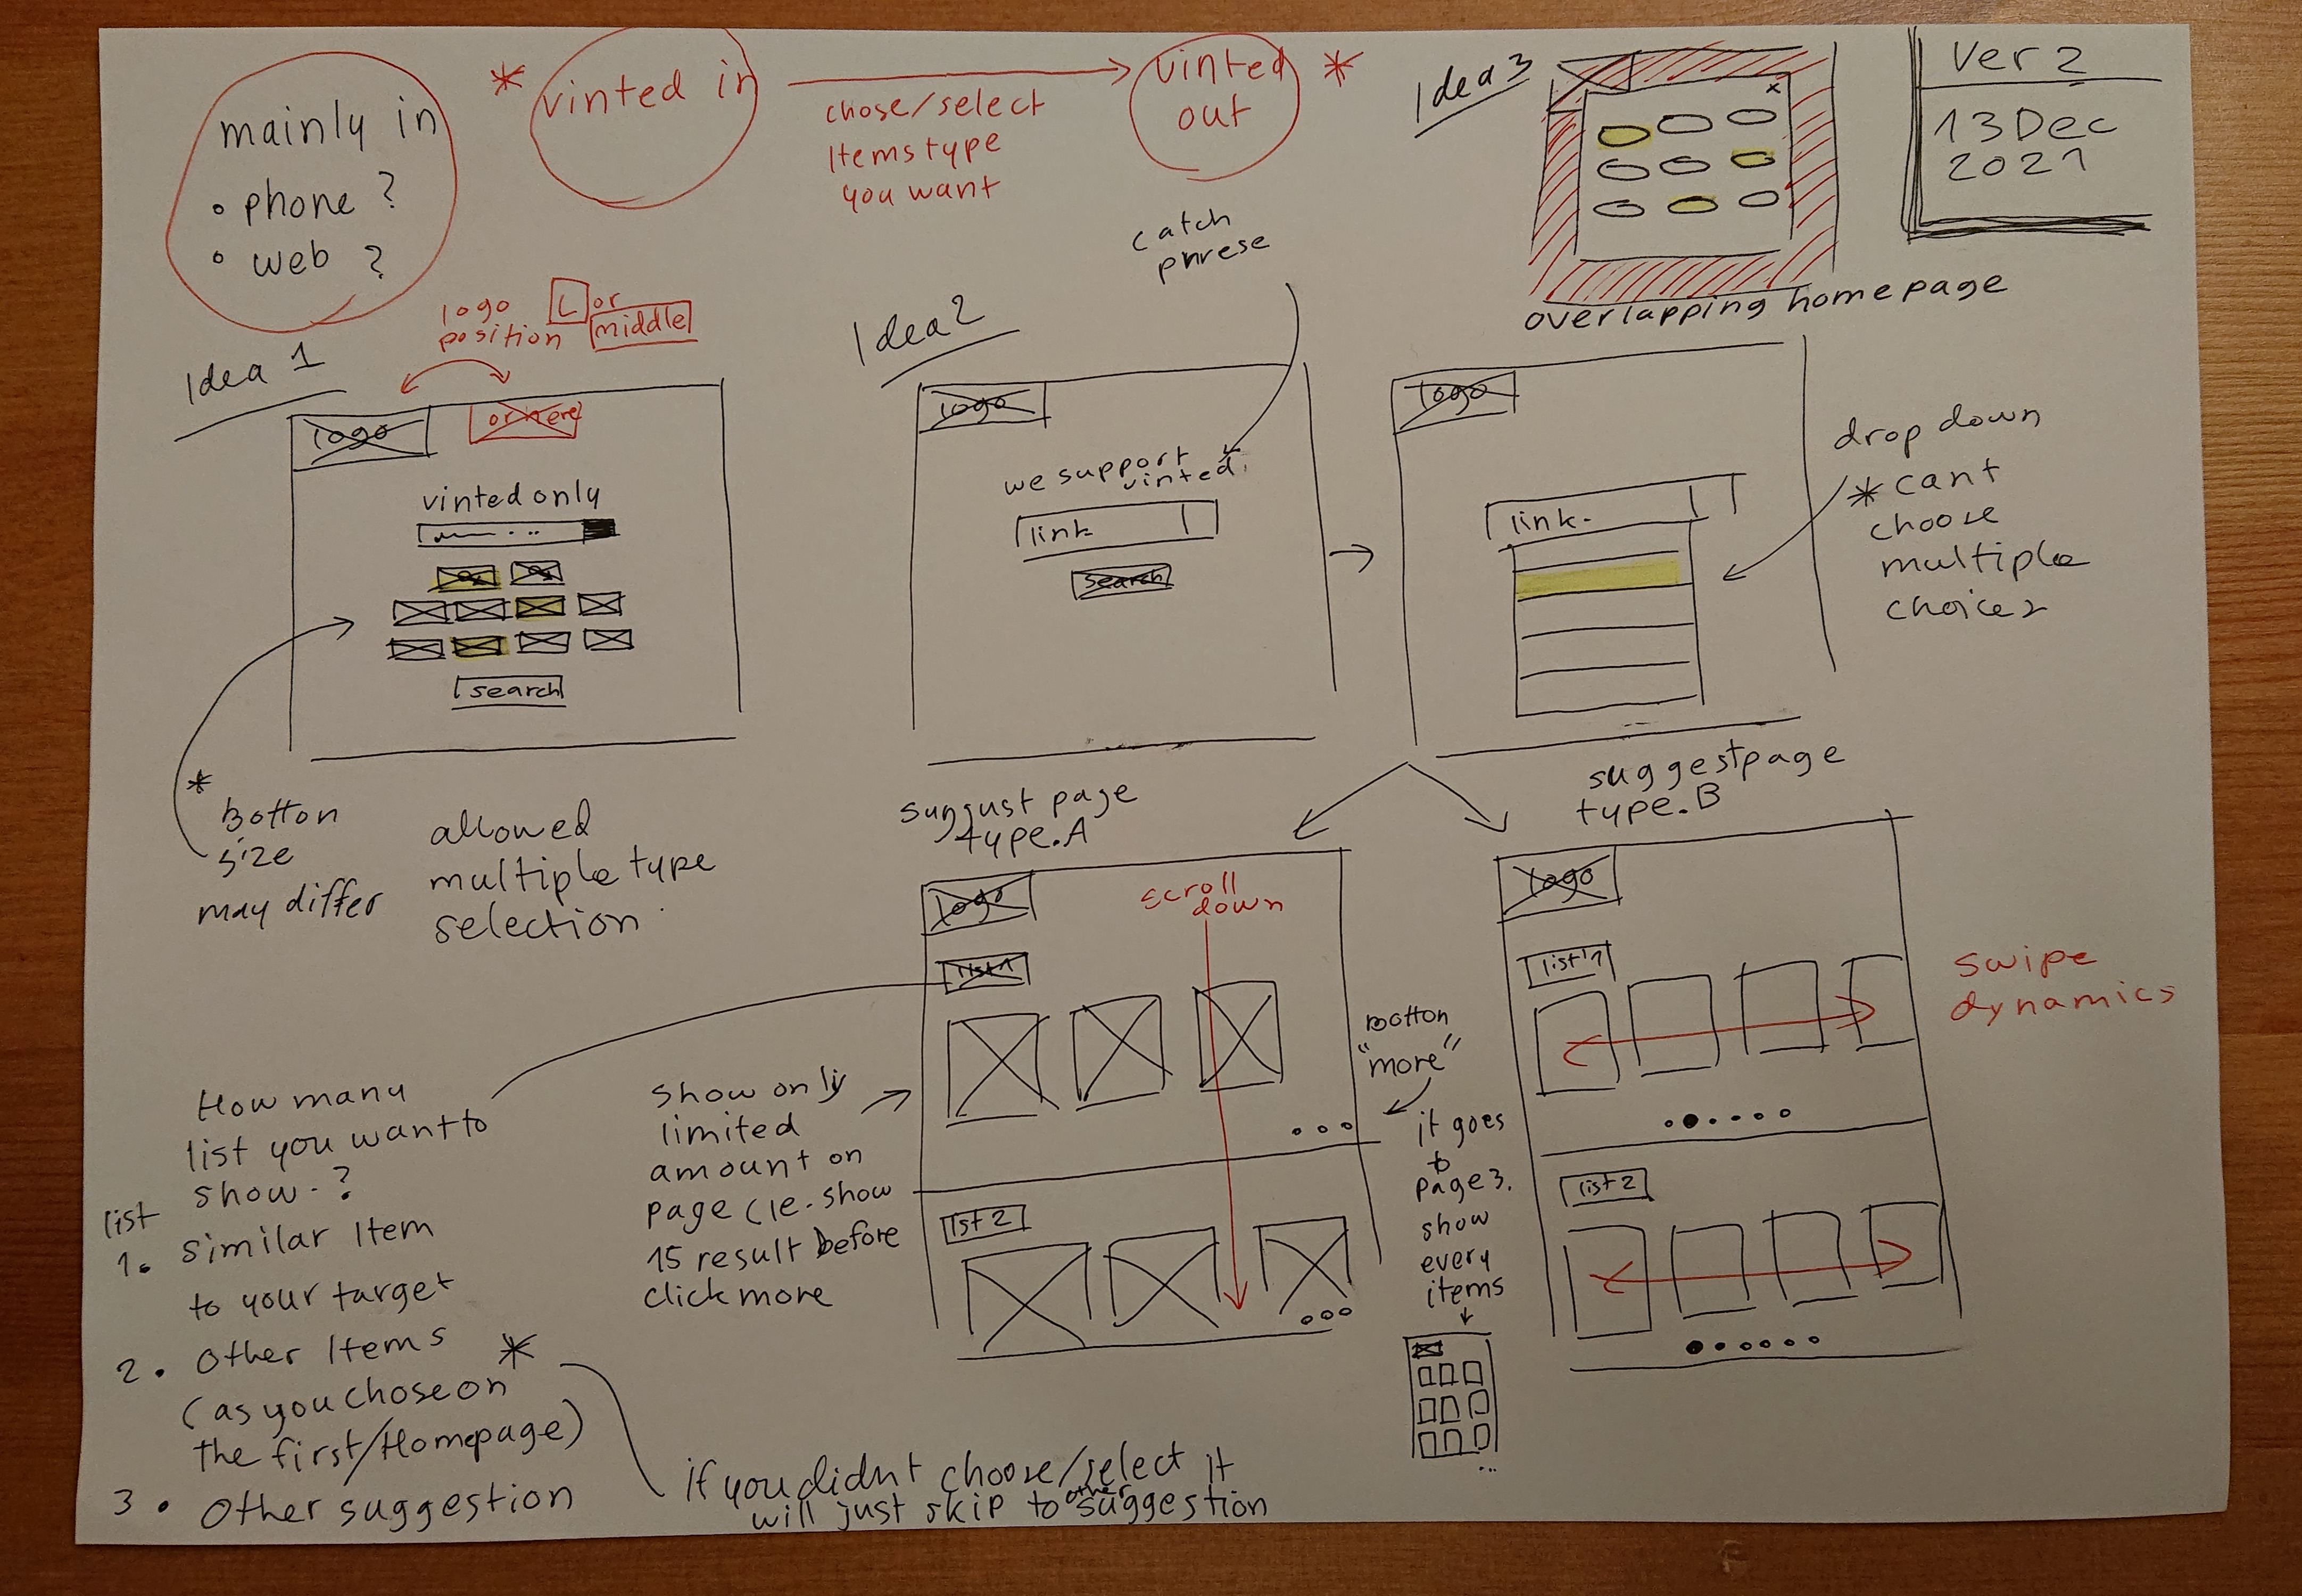 mainly in
• phone ?
• web ?
* vinted in
chose/select
Items type
you want
vinted *
out
Idea 3
x
overlapping homepage
Ver 2
13 Dec
2021
logo L or
position middle
Idea 1
logo
or here
vinted only
search
*
Botton
size
may differ
allowed
multiple type
selection
Idea 2
catch
phrese
logo
we support
vinted.
link
search
logo
link.
drop down
* cant
choose
multiple
choices
sungust page
type.A
suggestpage
type.B
logo
scroll
down
list 1
list 2
Botton
"more"
it goes
to
page 3.
show
every
items
logo
list 1
list 2
swipe
dynamics
Show only
limited
amount on
page (ie. show
15 result before
click more
How many
list you want to
show. ?
list
1. similar Item
to your target
2. Other Items *
(as you chose on
the first/Homepage)
3. Other suggestion
if you didnt choose/select it
will just skip to other suggestion